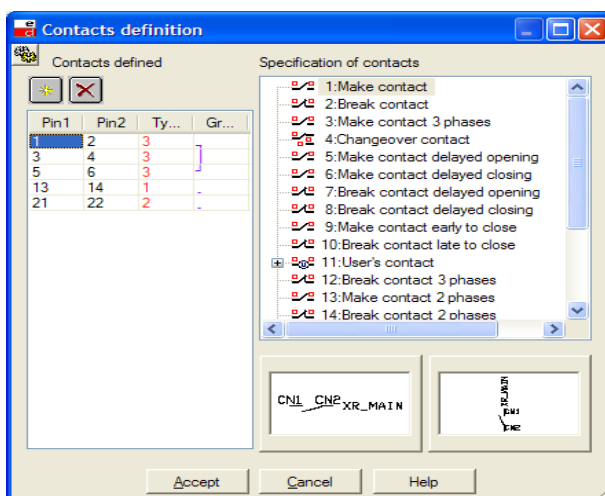 Contacts definition
Contacts defined
Pin1 Pin2 Ty... Gr...
1 2 3
3 4 3
5 6 3
13 14 1
21 22 2
Specification of contacts
1:Make contact
2:Break contact
3:Make contact 3 phases
4:Changeover contact
5:Make contact delayed opening
6:Make contact delayed closing
7:Break contact delayed opening
8:Break contact delayed closing
9:Make contact early to close
10:Break contact late to close
11:User's contact
12:Break contact 3 phases
13:Make contact 2 phases
14:Break contact 2 phases
CN1 CN2 XR_MAIN
XR_MAIN
CN1
CN2
Accept Cancel Help